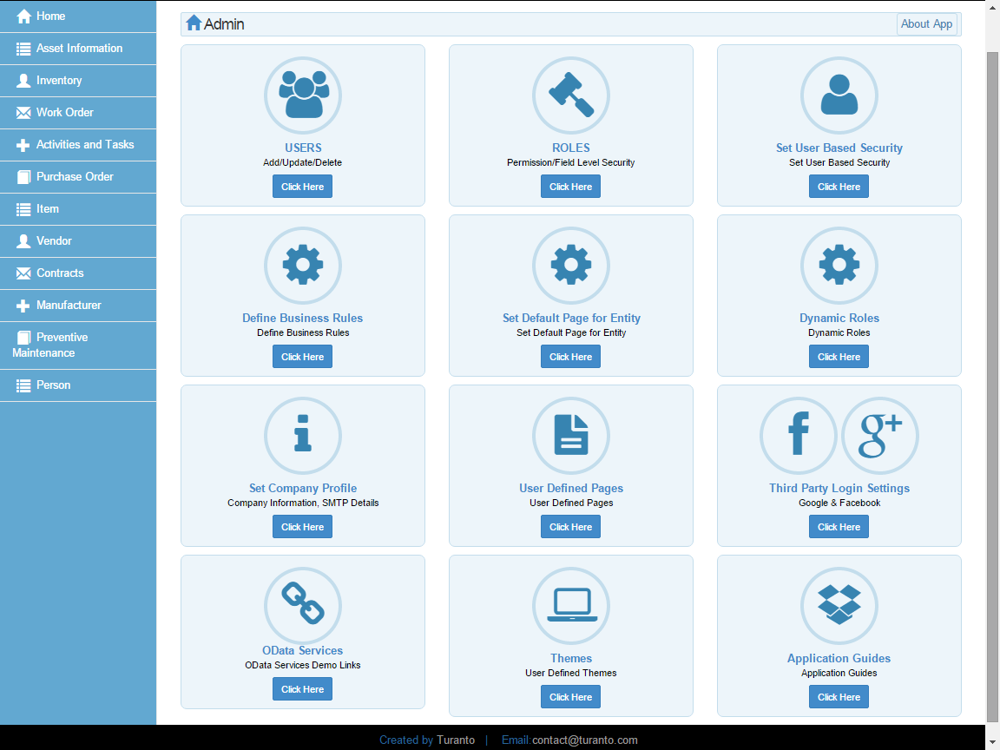 Home
Asset Information
Inventory
Work Order
Activities and Tasks
Purchase Order
Item
Vendor
Contracts
Manufacturer
Preventive
Maintenance
Person
Admin
About App
USERS
Add/Update/Delete
Click Here
ROLES
Permission/Field Level Security
Click Here
Set User Based Security
Set User Based Security
Click Here
Define Business Rules
Define Business Rules
Click Here
Set Default Page for Entity
Set Default Page for Entity
Click Here
Dynamic Roles
Dynamic Roles
Click Here
Set Company Profile
Company Information, SMTP Details
Click Here
User Defined Pages
User Defined Pages
Click Here
Third Party Login Settings
Google & Facebook
Click Here
OData Services
OData Services Demo Links
Click Here
Themes
User Defined Themes
Click Here
Application Guides
Application Guides
Click Here
Created by Turanto | Email:contact@turanto.com